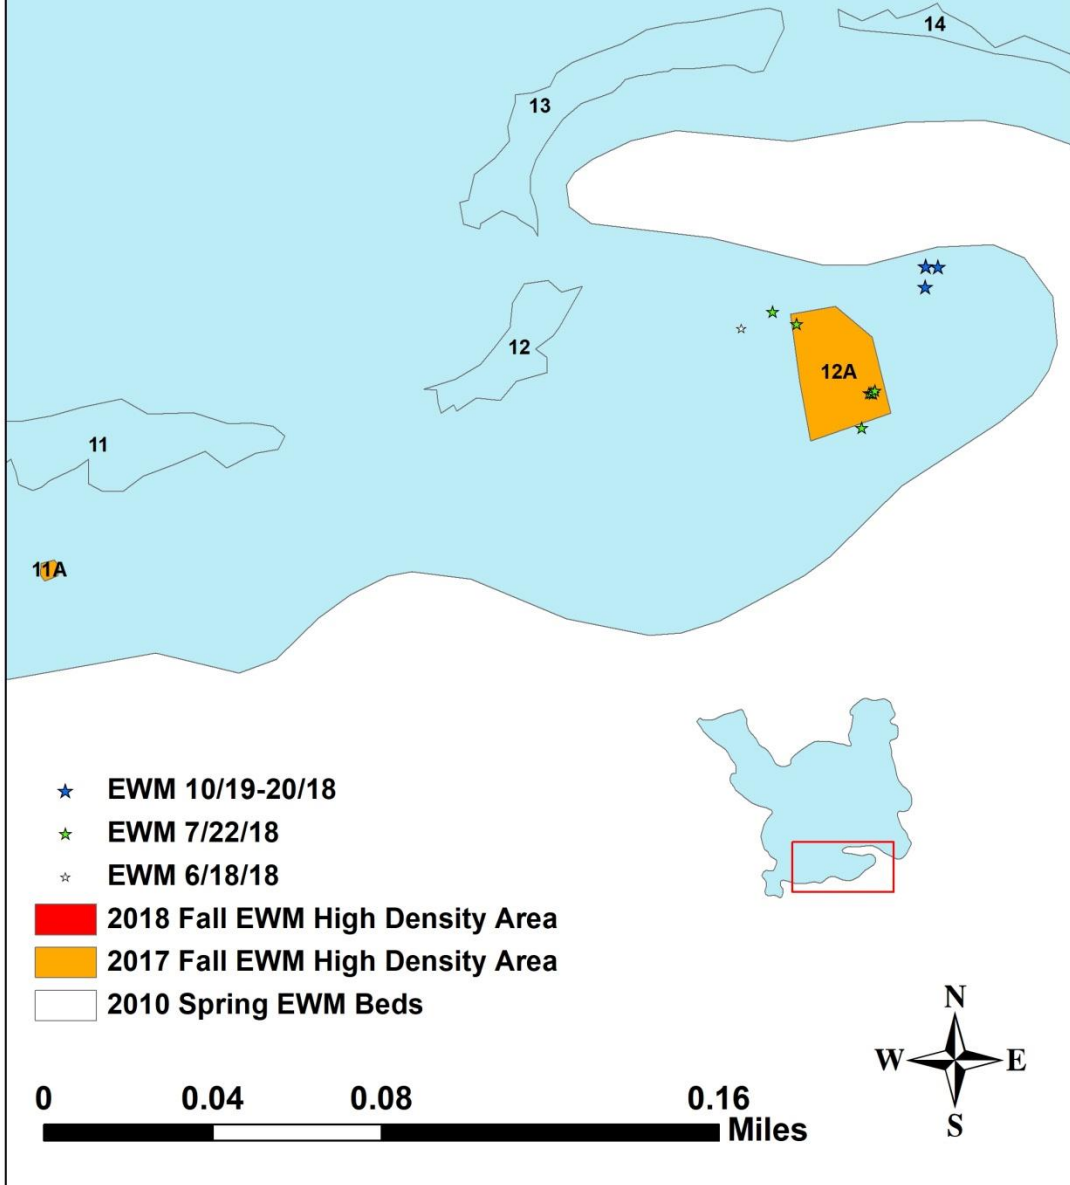 14
13
12
12A
11
11A
EWM 10/19-20/18
EWM 7/22/18
EWM 6/18/18
2018 Fall EWM High Density Area
2017 Fall EWM High Density Area
2010 Spring EWM Beds
N
W E
S
0 0.04 0.08 0.16
Miles